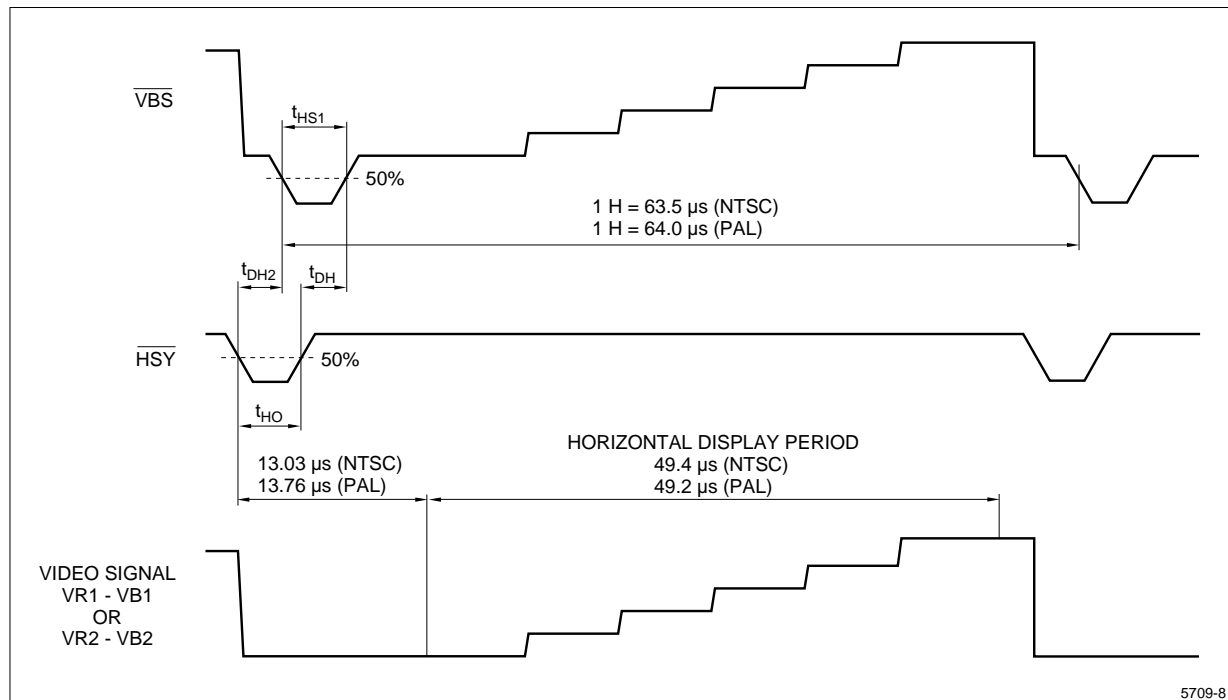 VBS
tHS1
50%
1 H = 63.5 µs (NTSC)
1 H = 64.0 µs (PAL)
tDH2
tDH
HSY
50%
tHO
HORIZONTAL DISPLAY PERIOD
13.03 µs (NTSC)
49.4 µs (NTSC)
13.76 µs (PAL)
49.2 µs (PAL)
VIDEO SIGNAL
VR1 - VB1
OR
VR2 - VB2
5709-8